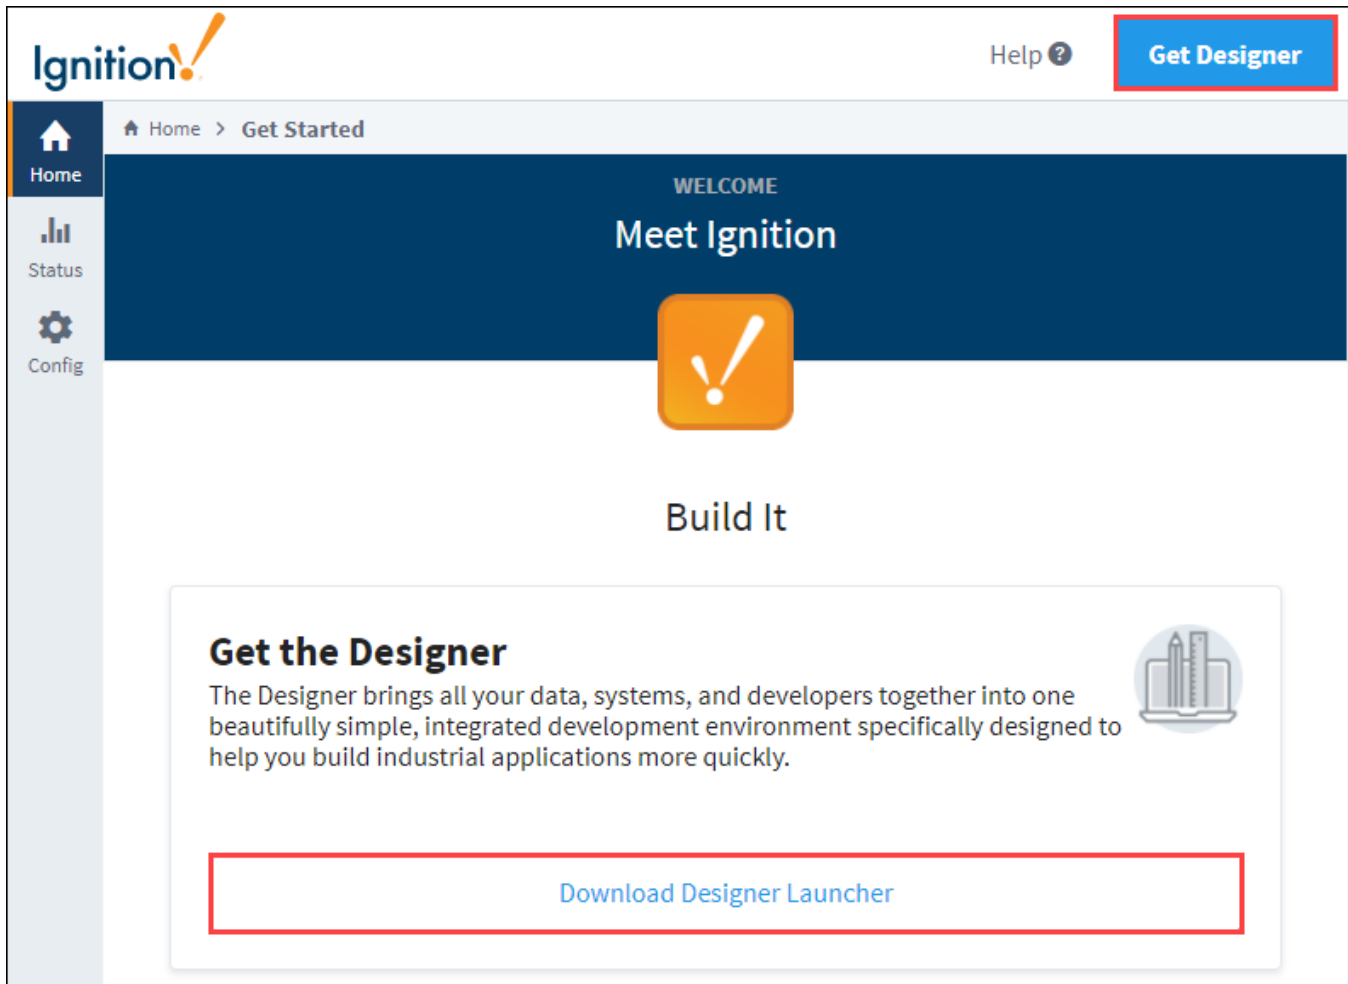 Ignition!
Help ?
Get Designer
Home > Get Started
Home
Status
Config
WELCOME
Meet Ignition
Build It
Get the Designer
The Designer brings all your data, systems, and developers together into one
beautifully simple, integrated development environment specifically designed to
help you build industrial applications more quickly.
Download Designer Launcher